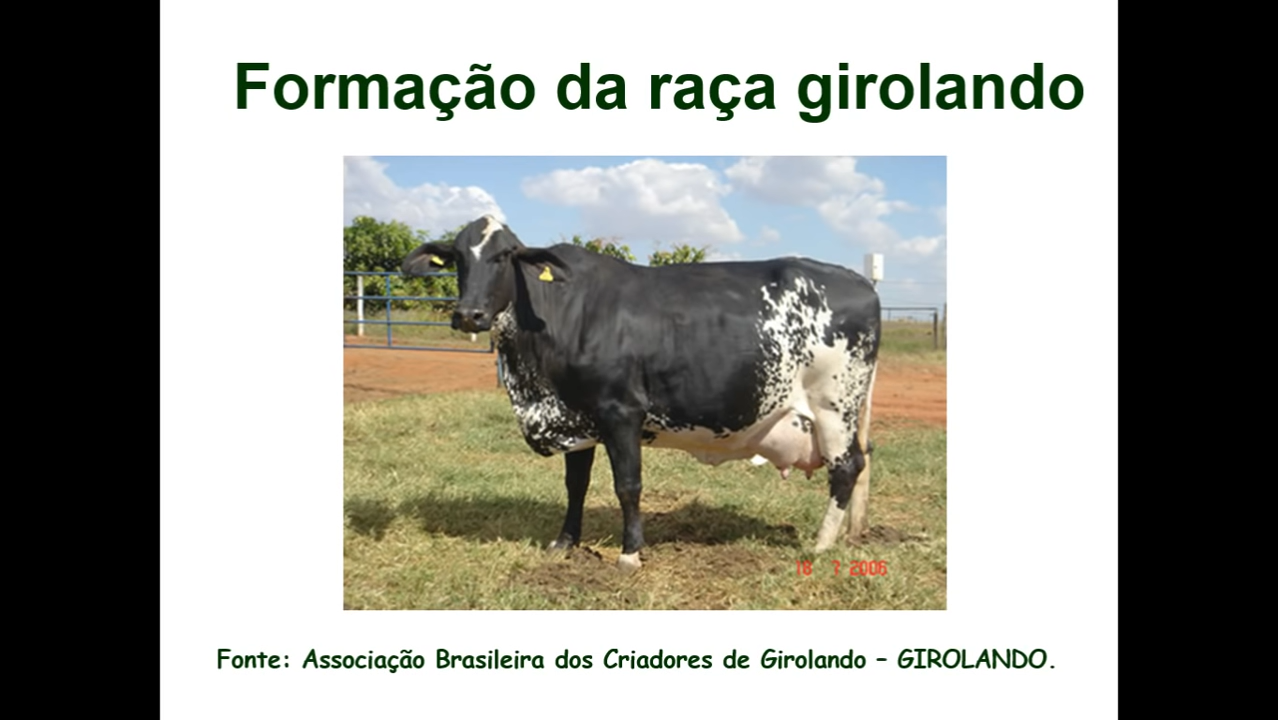 Formação da raça girolando
18 7 2006
Fonte: Associação Brasileira dos Criadores de Girolando – GIROLANDO.